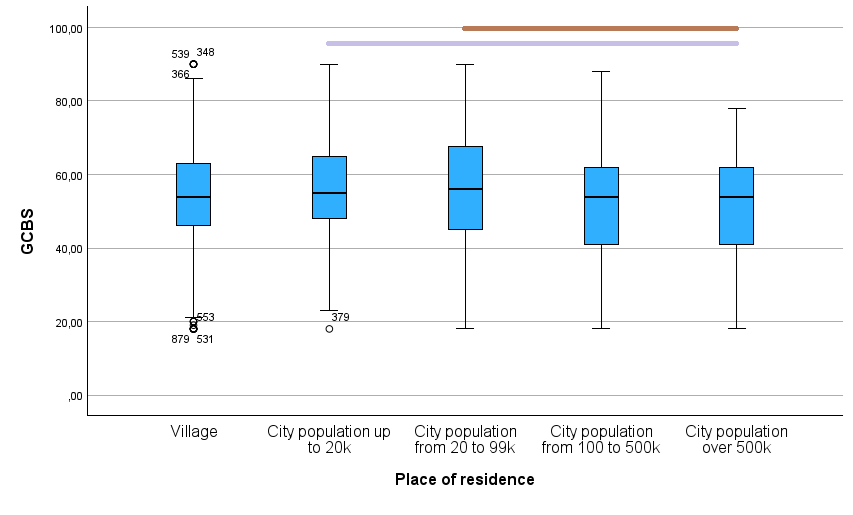 100,00
539 348
366
80,00
60,00
GCBS
40,00
20,00
553
379
879 531
,00
Village
City population up
to 20k
City population
from 20 to 99k
City population
from 100 to 500k
City population
over 500k
Place of residence